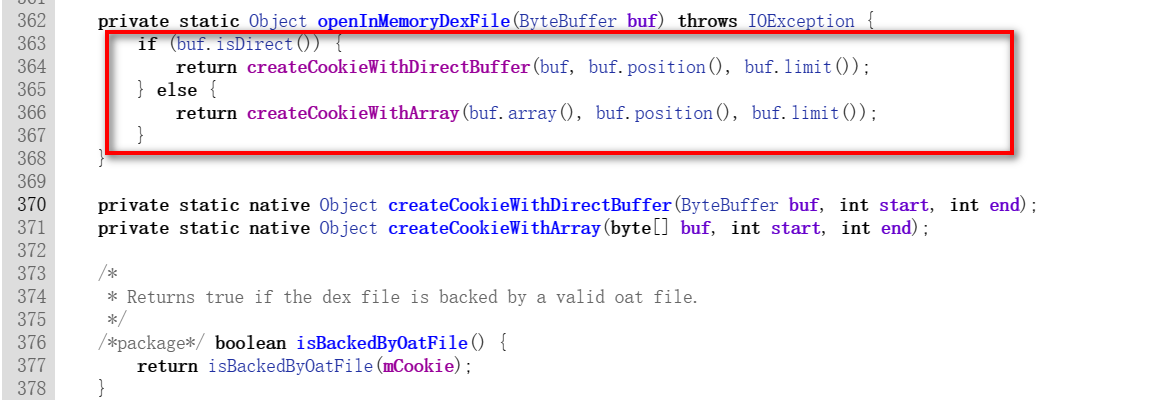 361
362 private static Object openInMemoryDexFile(ByteBuffer buf) throws IOException {
363 if (buf.isDirect()) {
364 return createCookieWithDirectBuffer(buf, buf.position(), buf.limit());
365 } else {
366 return createCookieWithArray(buf.array(), buf.position(), buf.limit());
367 }
368 }
369
370 private static native Object createCookieWithDirectBuffer(ByteBuffer buf, int start, int end);
371 private static native Object createCookieWithArray(byte[] buf, int start, int end);
372
373 /*
374 * Returns true if the dex file is backed by a valid oat file.
375 */
376 /*package*/ boolean isBackedByOatFile() {
377 return isBackedByOatFile(mCookie);
378 }